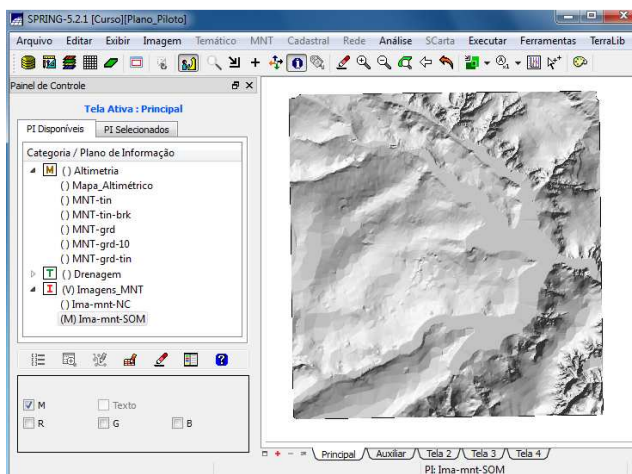 SPRING-5.2.1 [Curso][Plano_Piloto]
Arquivo Editar Exibir Imagem Temático MNT Cadastral Rede Análise SCarta Executar Ferramentas TerraLib
Painel de Controle
Tela Ativa : Principal
PI Disponíveis PI Selecionados
Categoria / Plano de Informação
M () Altimetria
() Mapa_Altimétrico
() MNT-tin
() MNT-tin-brk
() MNT-grd
() MNT-grd-10
() MNT-grd-tin
T () Drenagem
I (V) Imagens_MNT
() Ima-mnt-NC
(M) Ima-mnt-SOM
M Texto
R G B
Principal Auxiliar Tela 2 Tela 3 Tela 4
PI: Ima-mnt-SOM